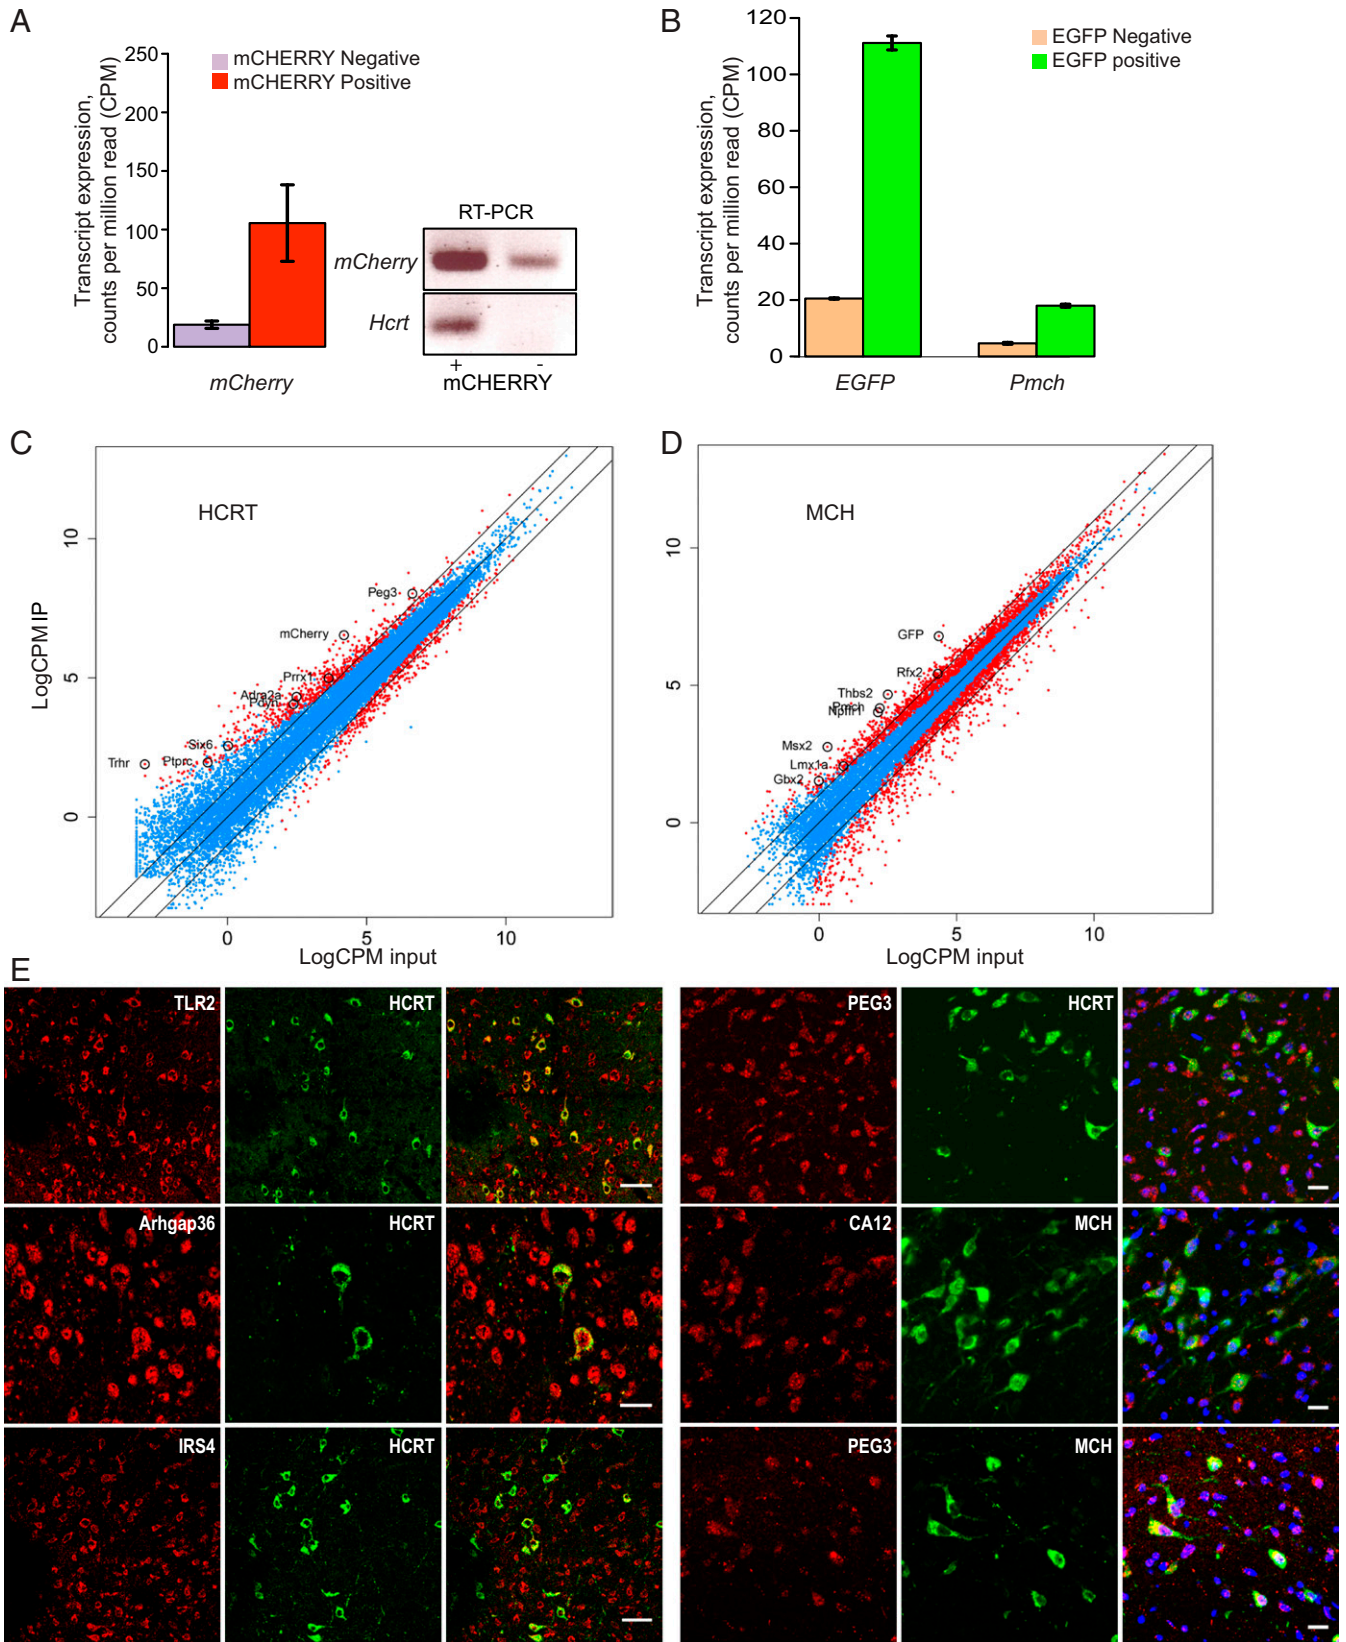 A
250
200
150
100
50
0
Transcript expression,
counts per million read (CPM)
mCHERRY Negative
mCHERRY Positive
mCherry
RT-PCR
mCherry
Hcrt
+ -
mCHERRY
B
120
100
80
60
40
20
0
Transcript expression,
counts per million read (CPM)
EGFP Negative
EGFP positive
EGFP Pmch
C
HCRT
LogCPM IP
10
5
0
Peg3
mCherry
Prrx1
Adra2a
Pdyn
Six6
Trhr
Ptprc
0 5 10
LogCPM input
D
MCH
10
5
0
GFP
Rfx2
Thbs2
Pmch
Npffr1
Msx2
Lmx1a
Gbx2
0 5 10
LogCPM input
E
TLR2 HCRT PEG3 HCRT
Arhgap36 HCRT CA12 MCH
IRS4 HCRT PEG3 MCH